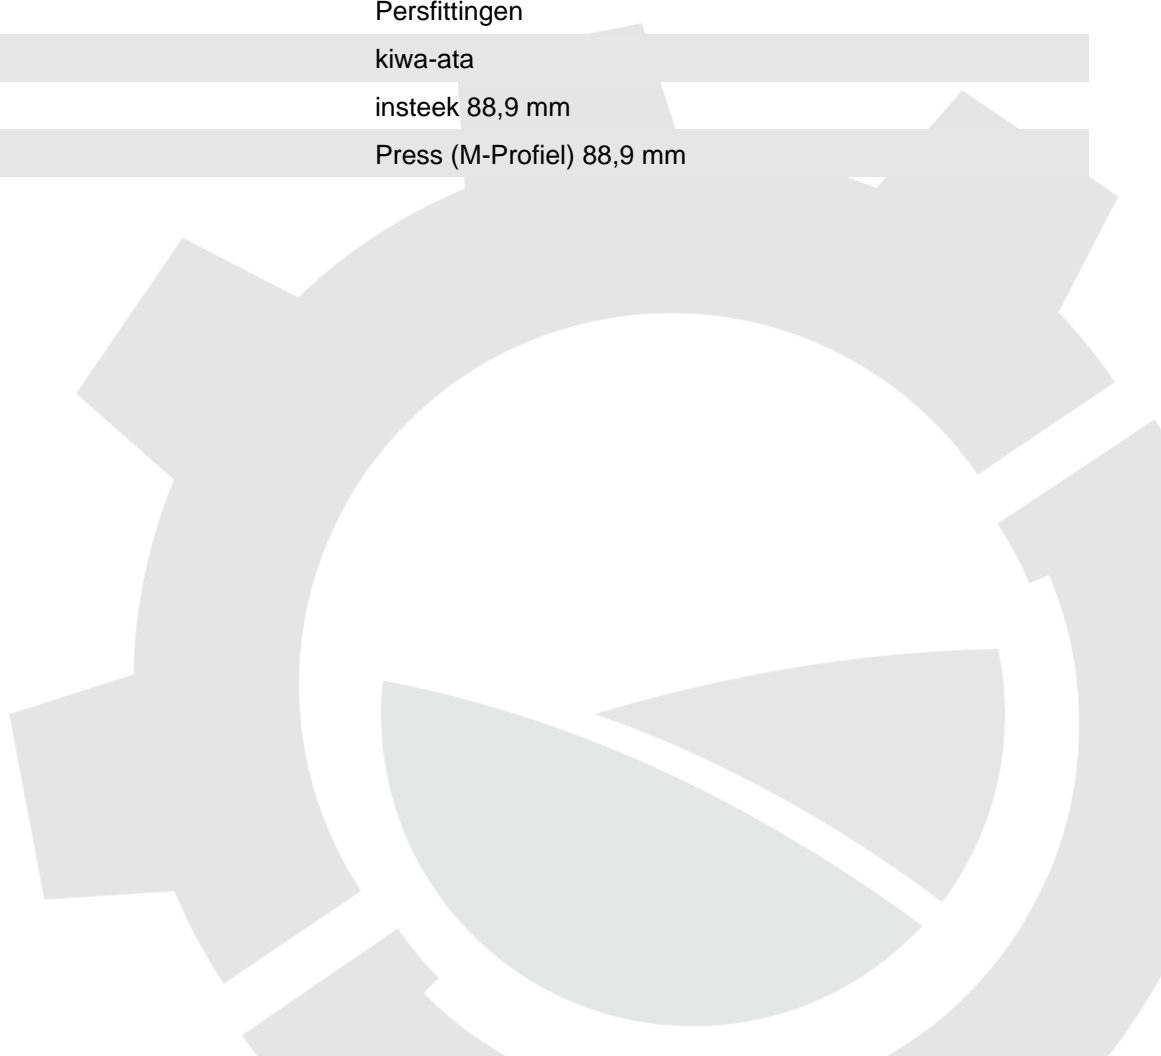 Persfittingen
kiwa-ata
insteek 88,9 mm
Press (M-Profiel) 88,9 mm